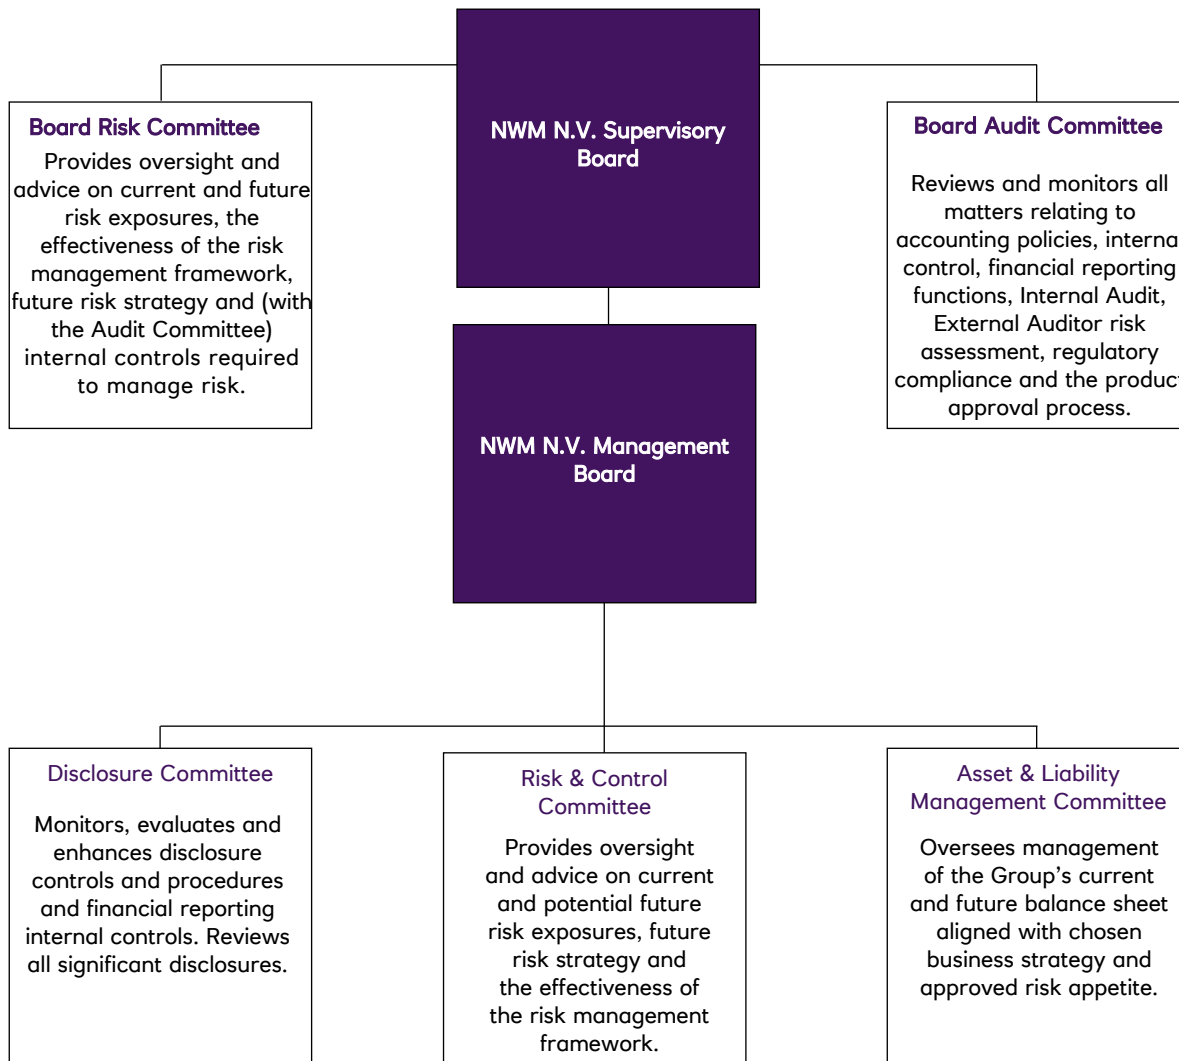 Board Risk Committee
Provides oversight and
advice on current and future
risk exposures, the
effectiveness of the risk
management framework,
future risk strategy and (with
the Audit Committee)
internal controls required
to manage risk.
NWM N.V. Supervisory
Board
Board Audit Committee
Reviews and monitors all
matters relating to
accounting policies, interna
control, financial reporting
functions, Internal Audit,
External Auditor risk
assessment, regulatory
compliance and the product
approval process.
NWM N.V. Management
Board
Disclosure Committee
Monitors, evaluates and
enhances disclosure
controls and procedures
and financial reporting
internal controls. Reviews
all significant disclosures.
Risk & Control
Committee
Provides oversight
and advice on current
and potential future
risk exposures, future
risk strategy and
the effectiveness of
the risk management
framework.
Asset & Liability
Management Committee
Oversees management
of the Group's current
and future balance sheet
aligned with chosen
business strategy and
approved risk appetite.